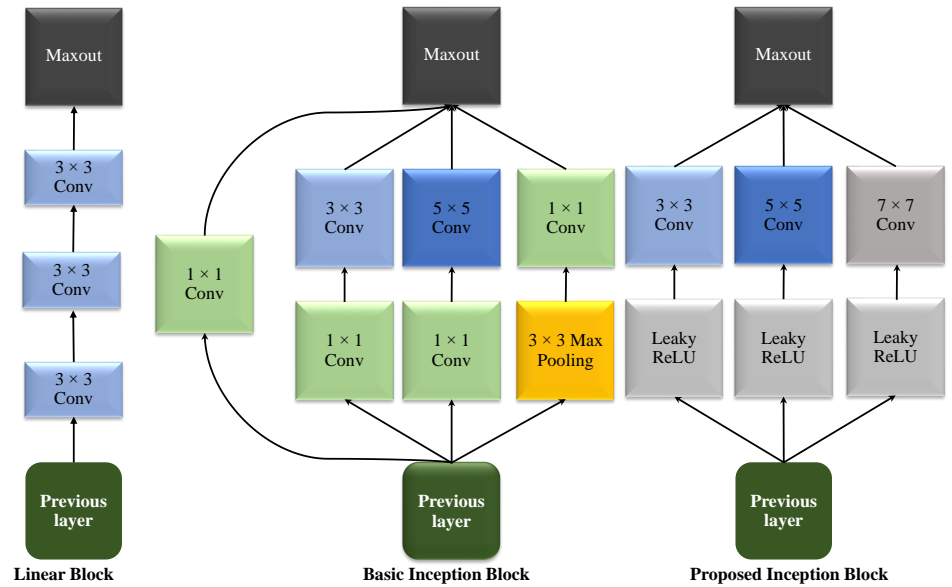 Maxout
3 × 3
Conv
3 × 3
Conv
3 × 3
Conv
Previous
layer
Linear Block
Maxout
1 × 1
Conv
3 × 3
Conv
5 × 5
Conv
1 × 1
Conv
1 × 1
Conv
1 × 1
Conv
3 × 3 Max
Pooling
Previous
layer
Basic Inception Block
Maxout
3 × 3
Conv
5 × 5
Conv
7 × 7
Conv
Leaky
ReLU
Leaky
ReLU
Leaky
ReLU
Previous
layer
Proposed Inception Block